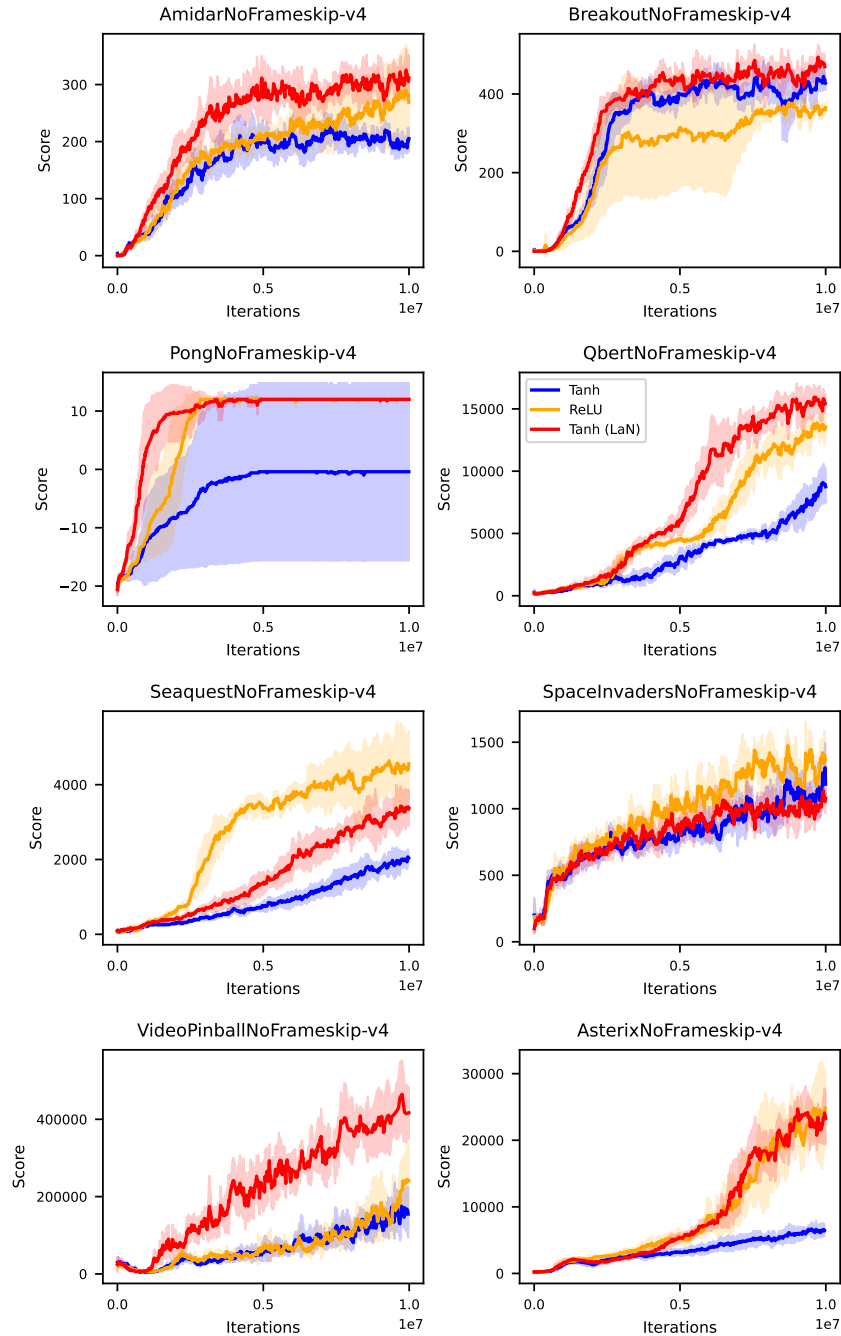 AmidarNoFrameskip-v4
Score
300
200
100
0
0.0
0.5
1.0
1e7
Iterations
BreakoutNoFrameskip-v4
Score
400
200
0
0.0
0.5
1.0
1e7
Iterations
PongNoFrameskip-v4
Score
10
0
−10
−20
0.0
0.5
1.0
1e7
Iterations
QbertNoFrameskip-v4
Tanh
ReLU
Tanh (LaN)
Score
15000
10000
5000
0
0.0
0.5
1.0
1e7
Iterations
SeaquestNoFrameskip-v4
Score
4000
2000
0
0.0
0.5
1.0
1e7
Iterations
SpaceInvadersNoFrameskip-v4
Score
1500
1000
500
0
0.0
0.5
1.0
1e7
Iterations
VideoPinballNoFrameskip-v4
Score
400000
200000
0
0.0
0.5
1.0
1e7
Iterations
AsterixNoFrameskip-v4
Score
30000
20000
10000
0
0.0
0.5
1.0
1e7
Iterations